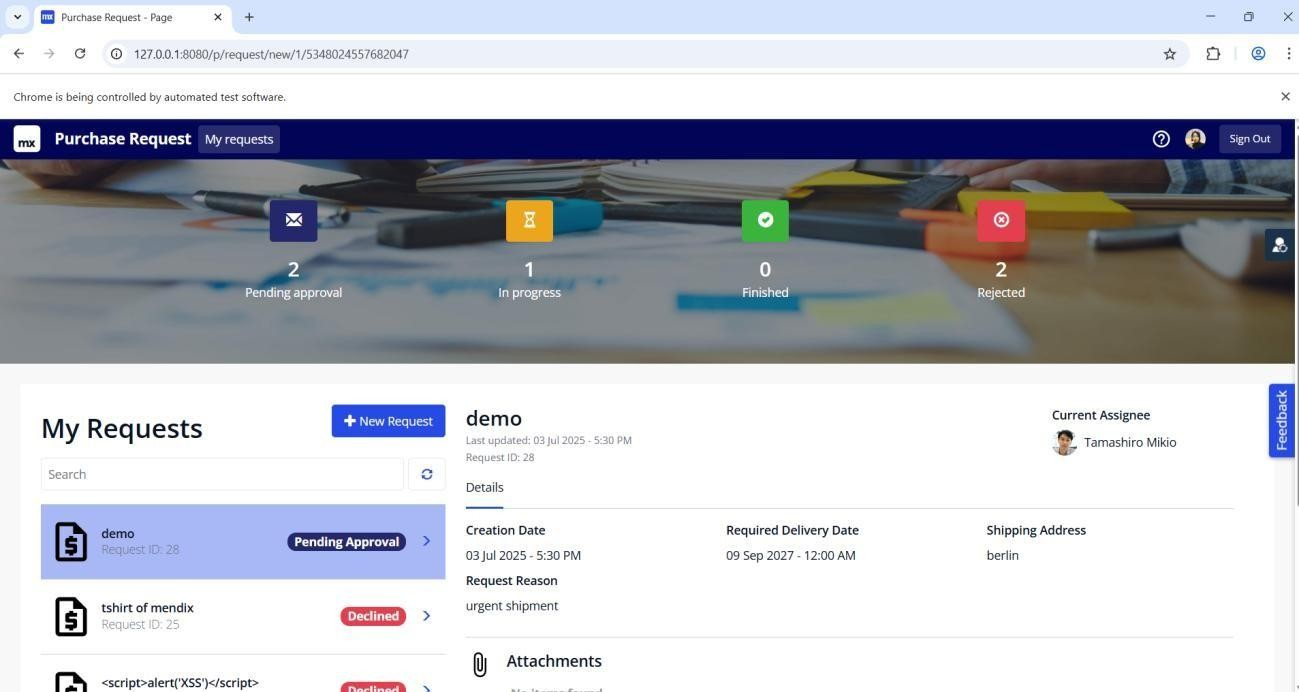 mx Purchase Request - Page
127.0.0.1:8080/p/request/new/1/5348024557682047
Chrome is being controlled by automated test software.
mx Purchase Request My requests Sign Out
2 1 0 2
Pending approval In progress Finished Rejected
Feedback
My Requests
New Request
Search
demo
Request ID: 28
Pending Approval
tshirt of mendix
Request ID: 25
Declined
<script>alert('XSS')</script>
Declined
demo
Last updated: 03 Jul 2025 - 5:30 PM
Request ID: 28
Current Assignee
Tamashiro Mikio
Details
Creation Date Required Delivery Date Shipping Address
03 Jul 2025 - 5:30 PM 09 Sep 2027 - 12:00 AM berlin
Request Reason
urgent shipment
Attachments
No items found